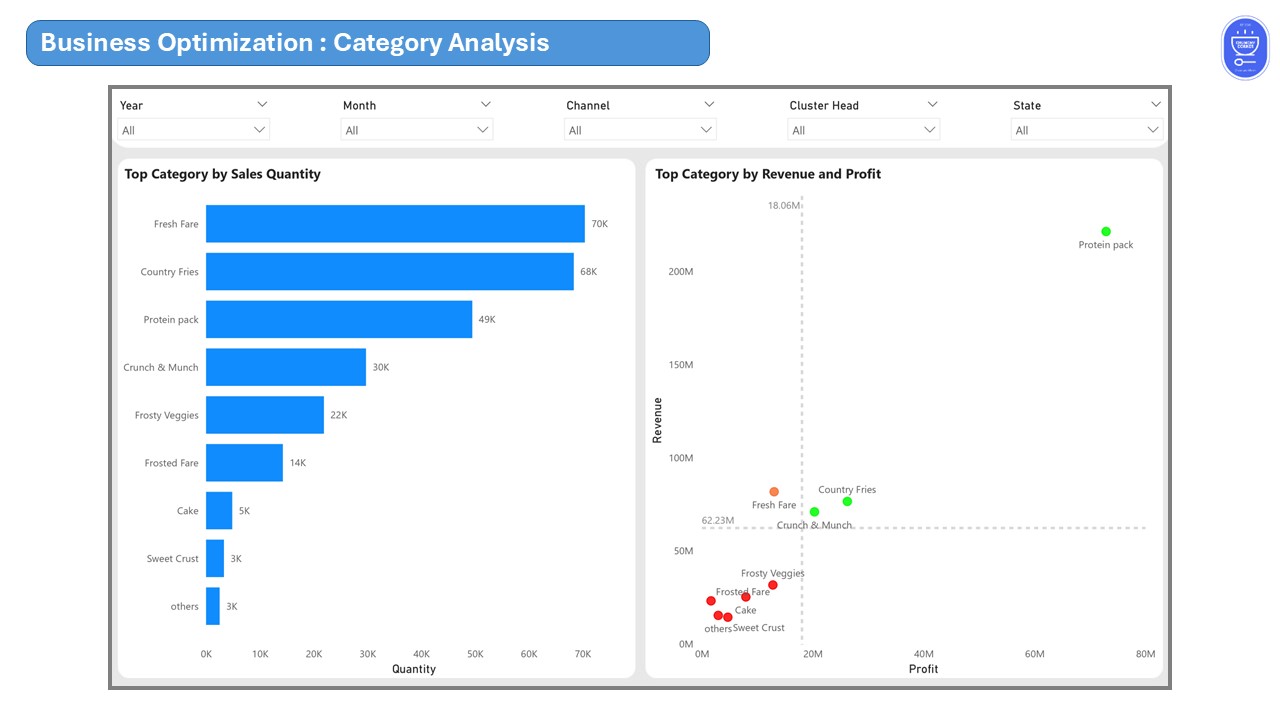 Business Optimization : Category Analysis
CRUNCHY
CORNER
Year
Month
Channel
Cluster Head
State
All
All
All
All
All
Top Category by Sales Quantity
Fresh Fare
70K
Country Fries
68K
Protein pack
49K
Crunch & Munch
30K
Frosty Veggies
22K
Frosted Fare
14K
Cake
5K
Sweet Crust
3K
others
3K
0K 10K 20K 30K 40K 50K 60K 70K
Quantity
Top Category by Revenue and Profit
18.06M
Protein pack
200M
150M
Revenue
100M
Country Fries
Fresh Fare
62.23M
Crunch & Munch
50M
Frosty Veggies
Frosted Fare
Cake
others
Sweet Crust
0M
0M 20M 40M 60M 80M
Profit